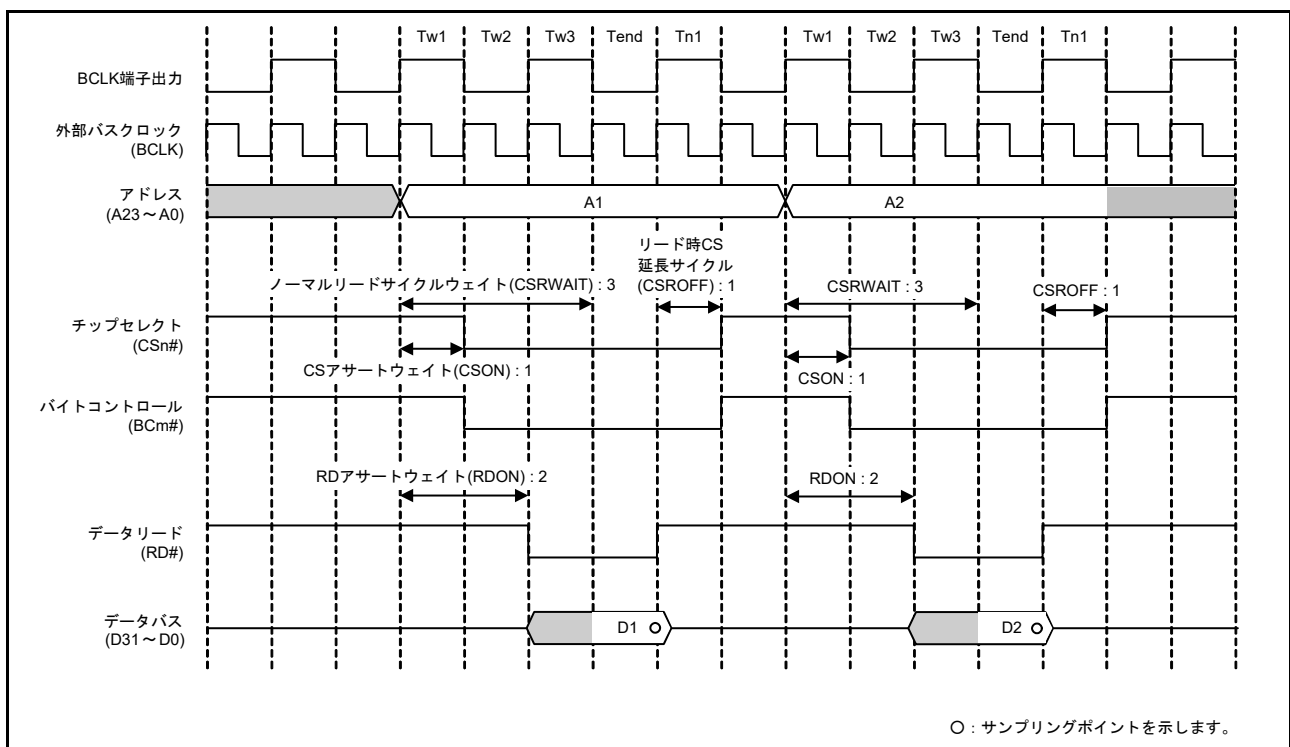 Tw1 Tw2 Tw3 Tend Tn1 Tw1 Tw2 Tw3 Tend Tn1
BCLK端子出力
外部バスクロック
(BCLK)
アドレス
(A23～A0)
A1 A2
リード時CS
延長サイクル
(CSROFF) : 1
ノーマルリードサイクルウェイト(CSRWAIT) : 3
CSRWAIT : 3
CSROFF : 1
チップセレクト
(CSn#)
CSアサートウェイト(CSON) : 1
CSON : 1
バイトコントロール
(BCm#)
RDアサートウェイト(RDON) : 2
RDON : 2
データリード
(RD#)
データバス
(D31～D0)
D1 D2
○ : サンプリングポイントを示します。